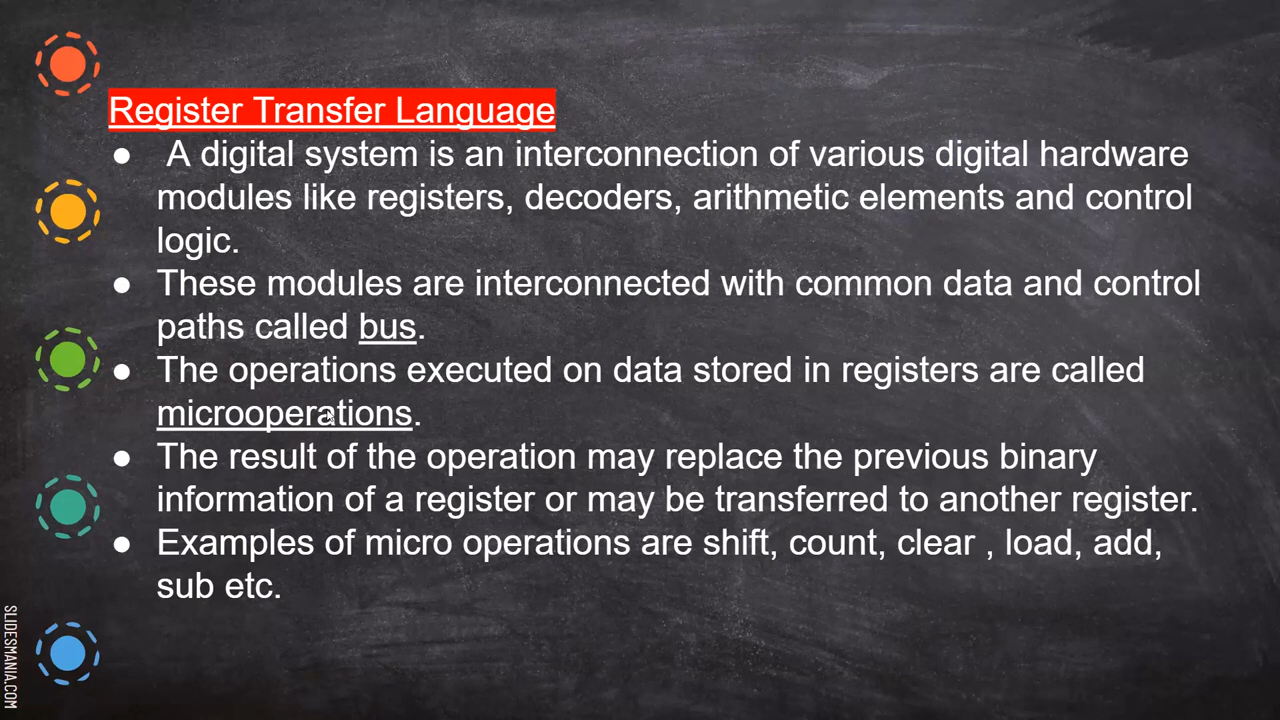 Register Transfer Language
● A digital system is an interconnection of various digital hardware
modules like registers, decoders, arithmetic elements and control
logic.
● These modules are interconnected with common data and control
paths called bus.
● The operations executed on data stored in registers are called
microoperations.
● The result of the operation may replace the previous binary
information of a register or may be transferred to another register.
● Examples of micro operations are shift, count, clear , load, add,
sub etc.
SLIDESMANIA.COM